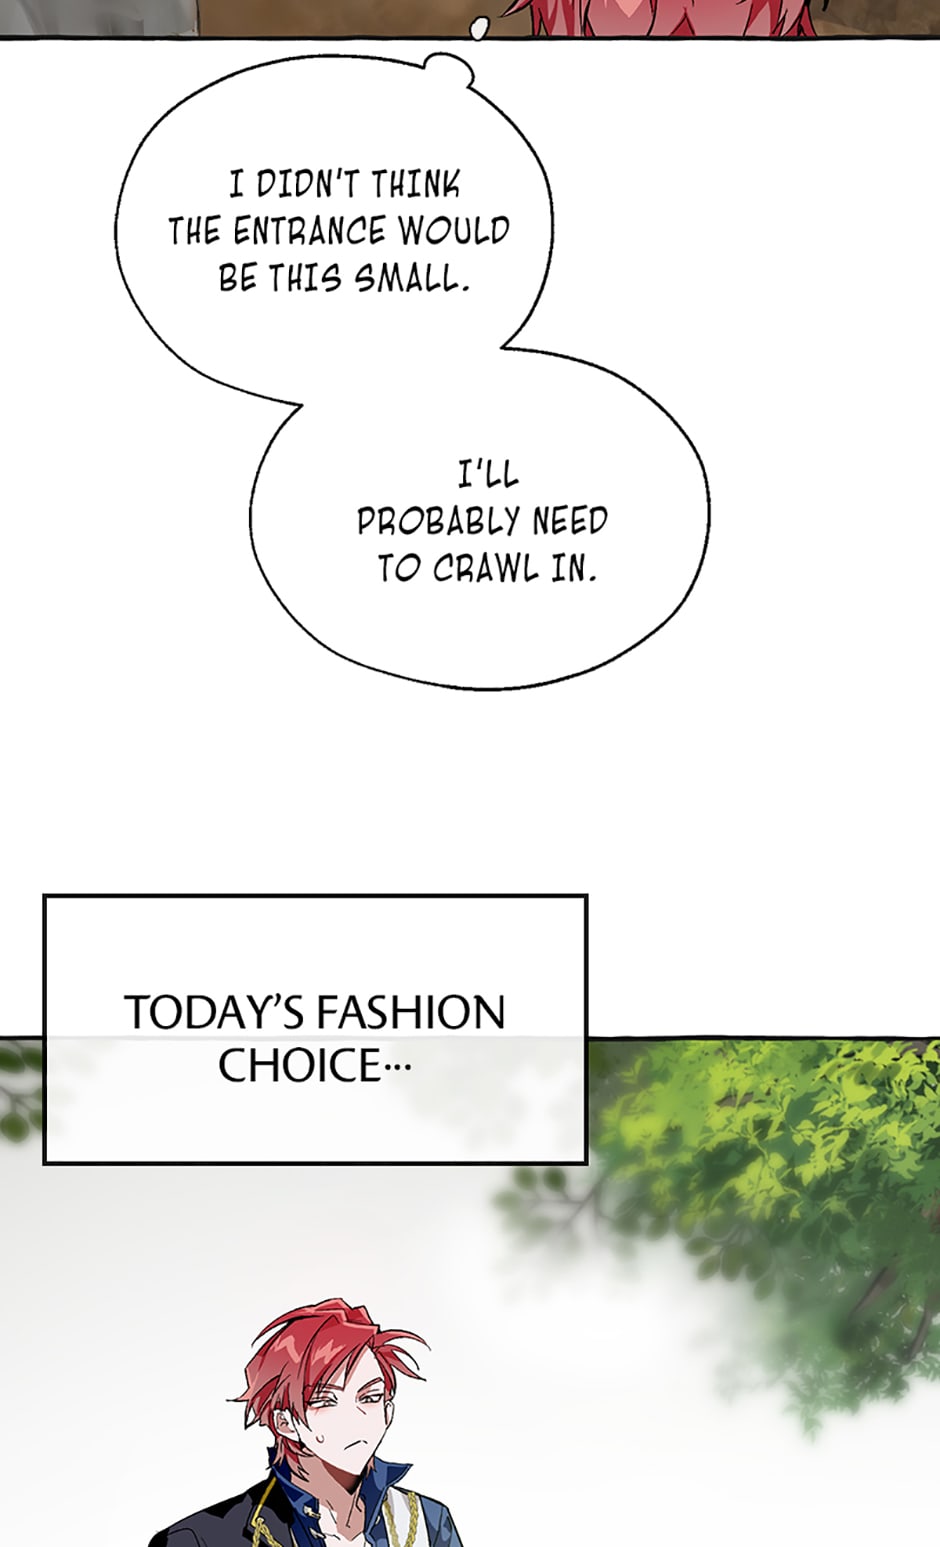 I DIDN'T THINK
THE ENTRANCE WOULD
BE THIS SMALL.
I'LL
PROBABLY NEED
TO CRAWL IN.
TODAY'S FASHION
CHOICE···